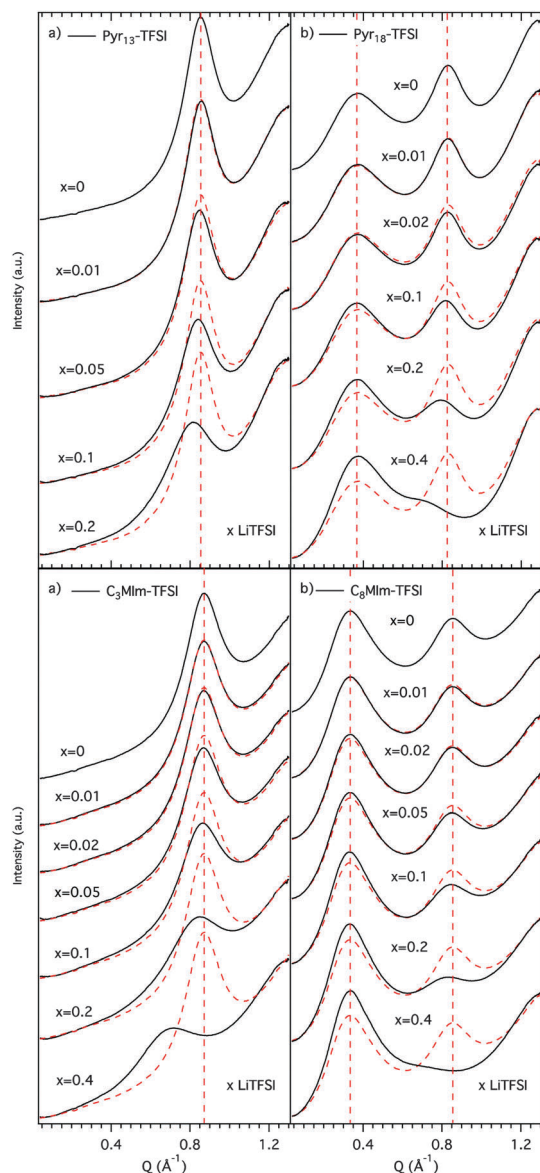 a) — Pyr₁₃-TFSI
x=0
x=0.01
x=0.05
x=0.1
x=0.2
x LiTFSI
Intensity (a.u.)
b) — Pyr₁₈-TFSI
x=0
x=0.01
x=0.02
x=0.1
x=0.2
x=0.4
x LiTFSI
a) — C₃MIm-TFSI
x=0
x=0.01
x=0.02
x=0.05
x=0.1
x=0.2
x=0.4
x LiTFSI
Intensity (a.u.)
0.4 0.8 1.2
Q (Å⁻¹)
b) — C₈MIm-TFSI
x=0
x=0.01
x=0.02
x=0.05
x=0.1
x=0.2
x=0.4
x LiTFSI
0.4 0.8 1.2
Q (Å⁻¹)